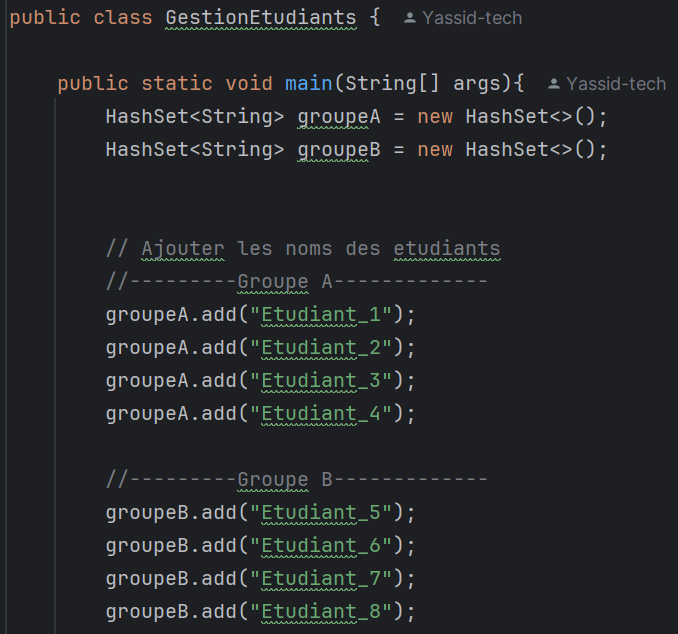 public class GestionEtudiants { Yassid-tech
public static void main(String[] args){ Yassid-tech
HashSet<String> groupeA = new HashSet<>();
HashSet<String> groupeB = new HashSet<>();
// Ajouter les noms des etudiants
//---------Groupe A-------------
groupeA.add("Etudiant_1");
groupeA.add("Etudiant_2");
groupeA.add("Etudiant_3");
groupeA.add("Etudiant_4");
//---------Groupe B-------------
groupeB.add("Etudiant_5");
groupeB.add("Etudiant_6");
groupeB.add("Etudiant_7");
groupeB.add("Etudiant_8");